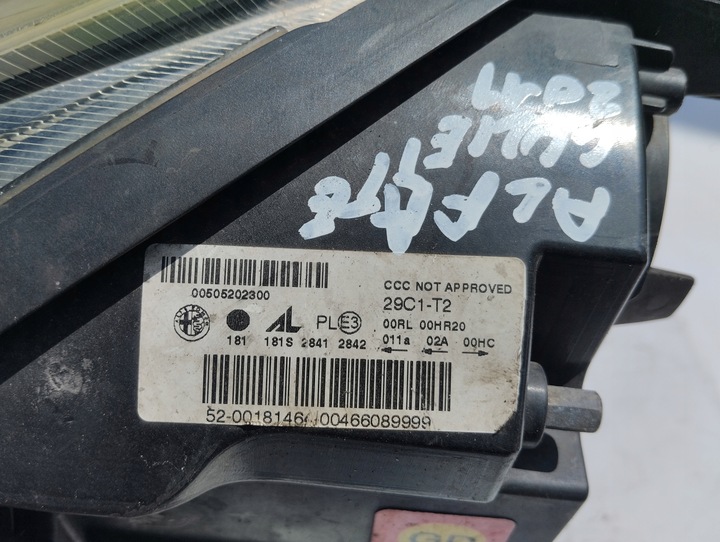 2011
ALFA
00505202300
CCC NOT APPROVED
29C1-T2
AL PL E3
00RL 00HR20
181 181S 2841 2842
011a 02A 00HC
52-00181464 00466089999